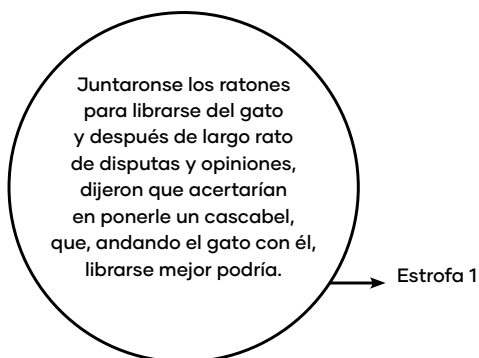 Juntaronse los ratones
para librarse del gato
y después de largo rato
de disputas y opiniones,
dijeron que acertarían
en ponerle un cascabel,
que, andando el gato con él,
librarse mejor podría.
Estrofa 1